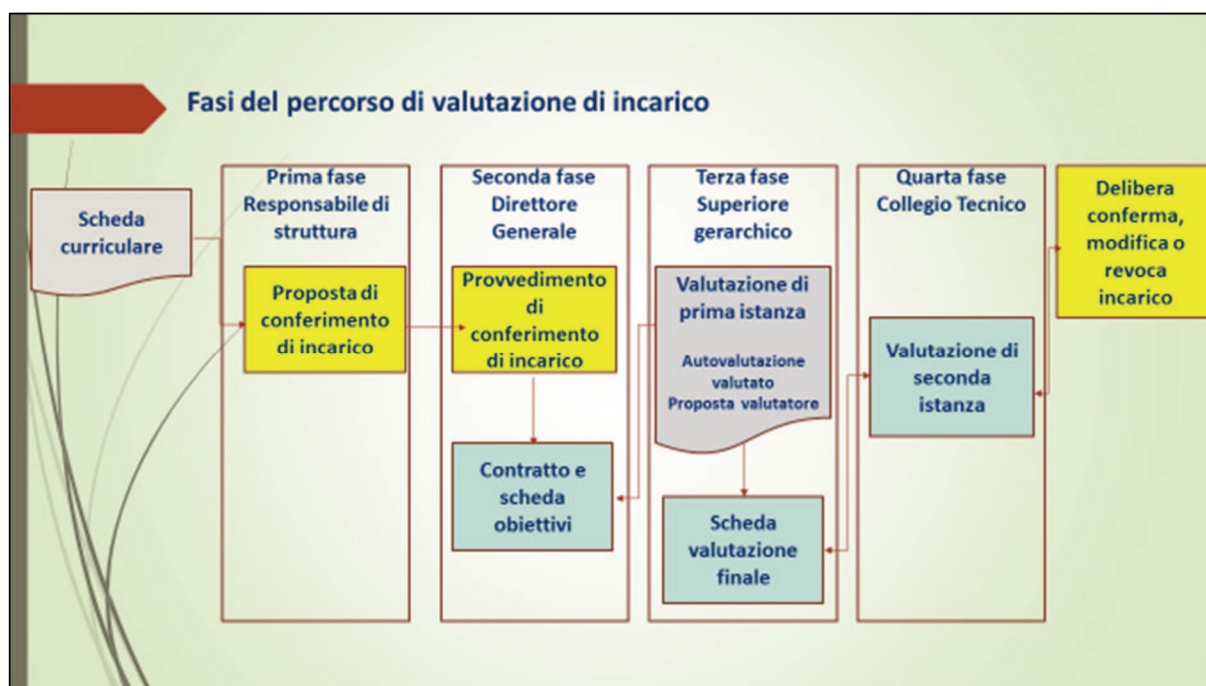 Fasi del percorso di valutazione di incarico
Scheda
curriculare
Prima fase
Responsabile di
struttura
Proposta di
conferimento
di incarico
Seconda fase
Direttore
Generale
Provvedimento
di
conferimento
di incarico
Contratto e
scheda
obiettivi
Terza fase
Superiore
gerarchico
Valutazione di
prima istanza
Autovalutazione
valutato
Proposta valutatore
Scheda
valutazione
finale
Quarta fase
Collegio Tecnico
Valutazione di
seconda
istanza
Delibera
conferma,
modifica o
revoca
incarico